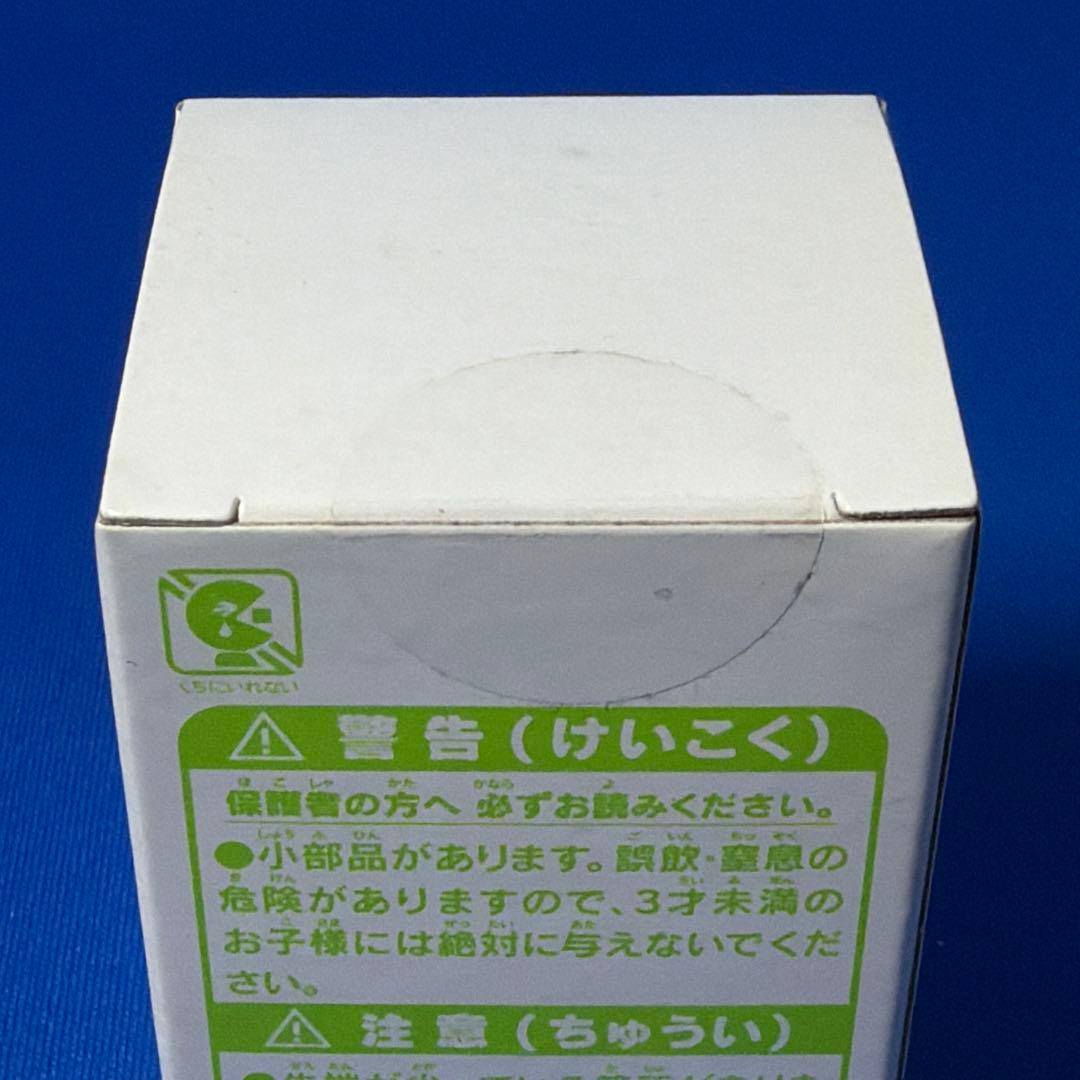 くちにいれない
警告(けいこく)
保護者の方へ 必ずお読みください。
●小部品があります。誤飲・窒息の
危険がありますので、3才未満の
お子様には絶対に与えないでくだ
さい。
注意(ちゅうい)